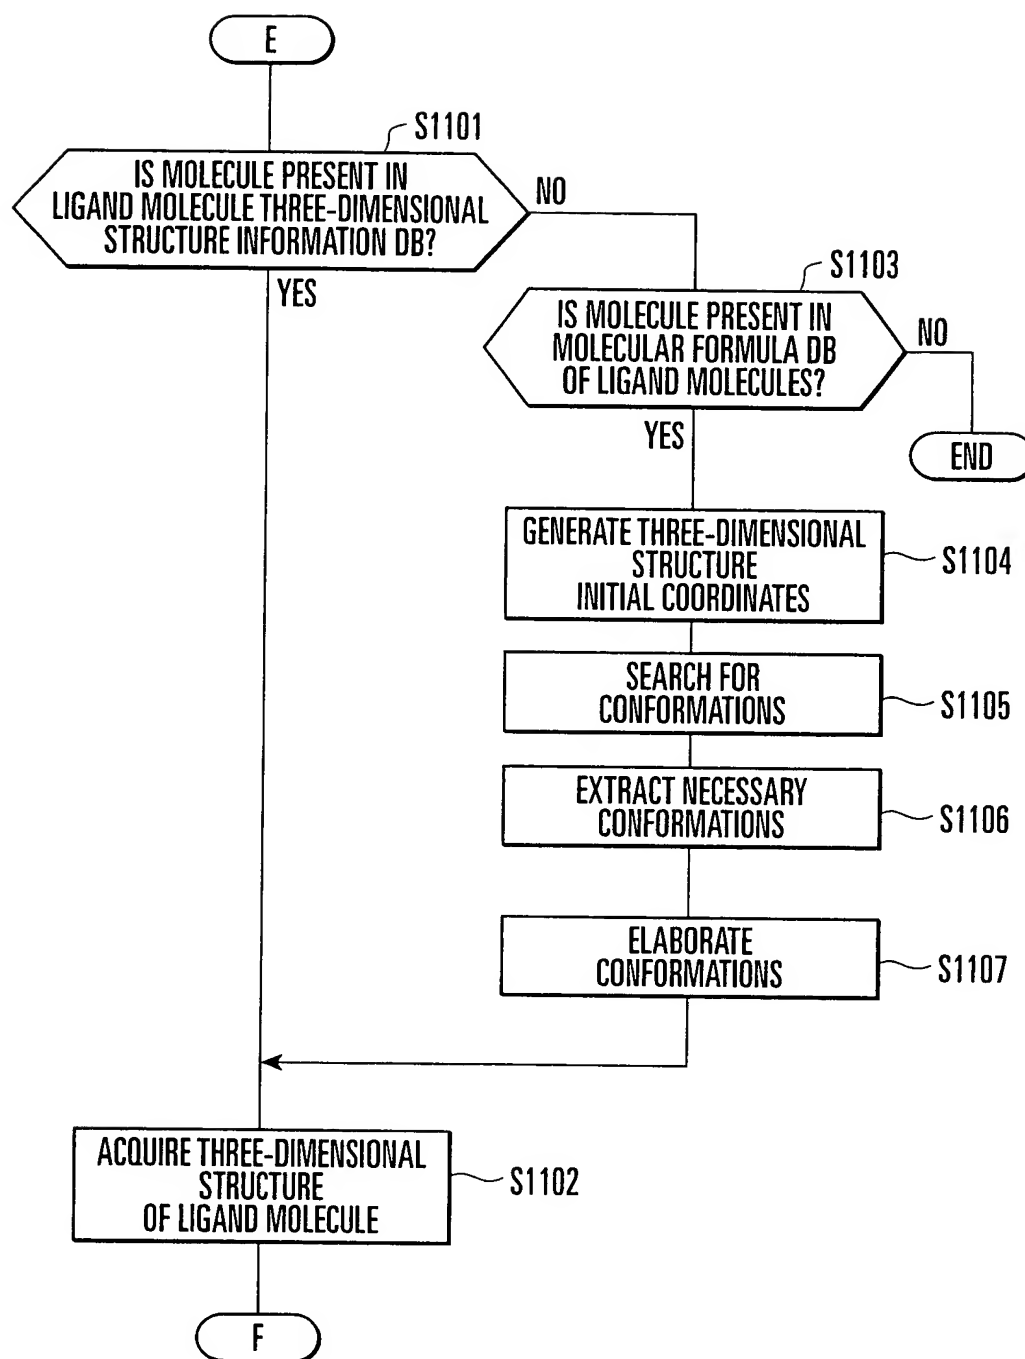 E
S1101
IS MOLECULE PRESENT IN
LIGAND MOLECULE THREE-DIMENSIONAL
STRUCTURE INFORMATION DB?
NO
YES
S1103
IS MOLECULE PRESENT IN
MOLECULAR FORMULA DB
OF LIGAND MOLECULES?
NO
YES
END
GENERATE THREE-DIMENSIONAL
STRUCTURE
INITIAL COORDINATES
S1104
SEARCH FOR
CONFORMATIONS
S1105
EXTRACT NECESSARY
CONFORMATIONS
S1106
ELABORATE
CONFORMATIONS
S1107
ACQUIRE THREE-DIMENSIONAL
STRUCTURE
OF LIGAND MOLECULE
S1102
F